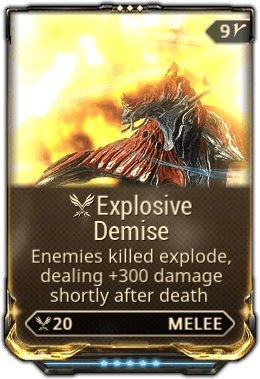 9
Explosive
Demise
Enemies killed explode,
dealing +300 damage
shortly after death
20 MELEE